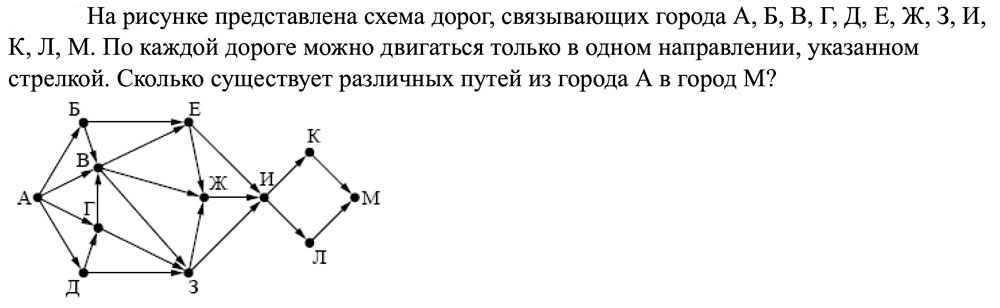 На рисунке представлена схема дорог, связывающих города А, Б, В, Г, Д, Е, Ж, З, И,
К, Л, М. По каждой дороге можно двигаться только в одном направлении, указанном
стрелкой. Сколько существует различных путей из города А в город М?
Б
Е
К
В
Ж
И
А
М
Г
Л
Д
З